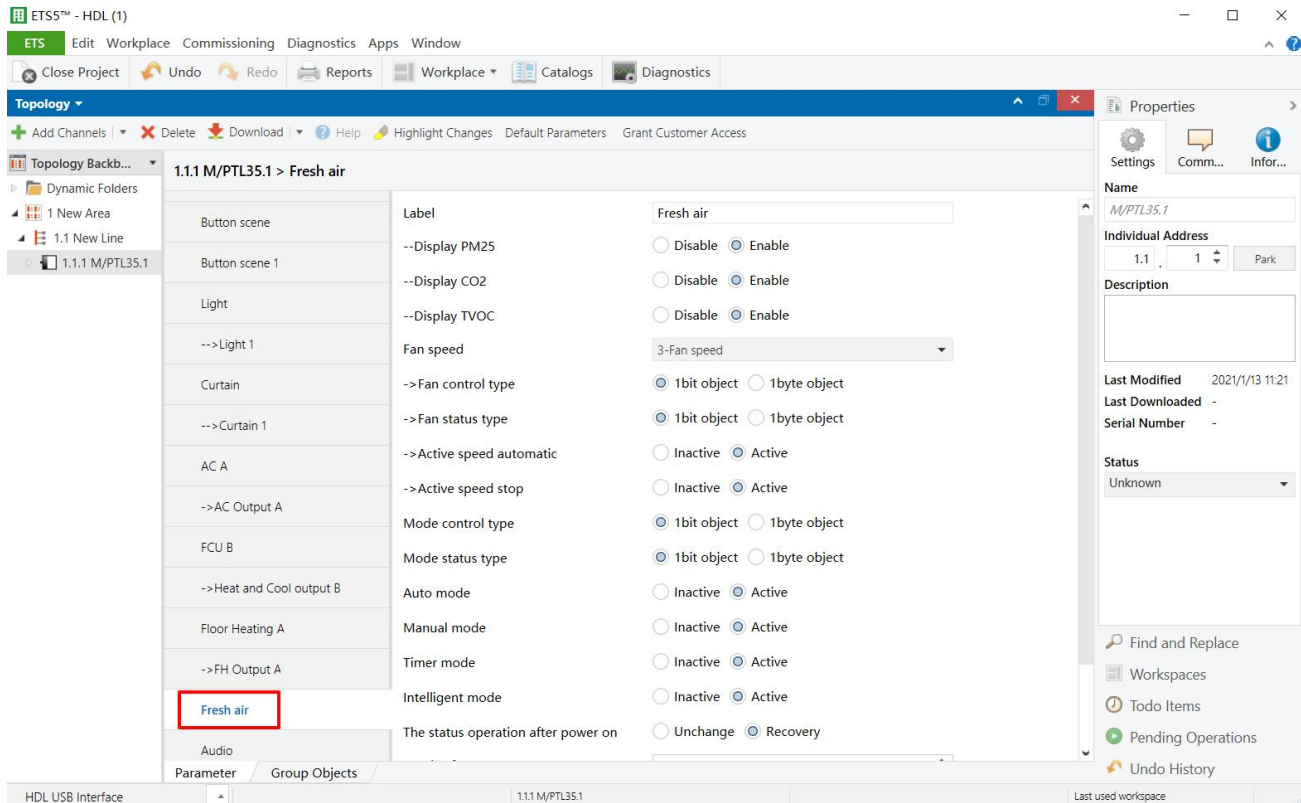 ETS5™ - HDL (1)
ETS Edit Workplace Commissioning Diagnostics Apps Window
Close Project Undo Redo Reports Workplace Catalogs Diagnostics
Topology
Add Channels Delete Download Help Highlight Changes Default Parameters Grant Customer Access
Topology Backb...
Dynamic Folders
1 New Area
1.1 New Line
1.1.1 M/PTL35.1
1.1.1 M/PTL35.1 > Fresh air
Button scene
Button scene 1
Light
-->Light 1
Curtain
-->Curtain 1
AC A
->AC Output A
FCU B
->Heat and Cool output B
Floor Heating A
->FH Output A
Fresh air
Audio
Label Fresh air
--Display PM25 Disable Enable
--Display CO2 Disable Enable
--Display TVOC Disable Enable
Fan speed 3-Fan speed
->Fan control type 1bit object 1byte object
->Fan status type 1bit object 1byte object
->Active speed automatic Inactive Active
->Active speed stop Inactive Active
Mode control type 1bit object 1byte object
Mode status type 1bit object 1byte object
Auto mode Inactive Active
Manual mode Inactive Active
Timer mode Inactive Active
Intelligent mode Inactive Active
The status operation after power on Unchange Recovery
Parameter Group Objects
Properties
Settings Comm... Infor...
Name
M/PTL35.1
Individual Address
1.1 . 1 Park
Description
Last Modified 2021/1/13 11:21
Last Downloaded -
Serial Number -
Status
Unknown
Find and Replace
Workspaces
Todo Items
Pending Operations
Undo History
HDL USB Interface 1.1.1 M/PTL35.1 Last used workspace